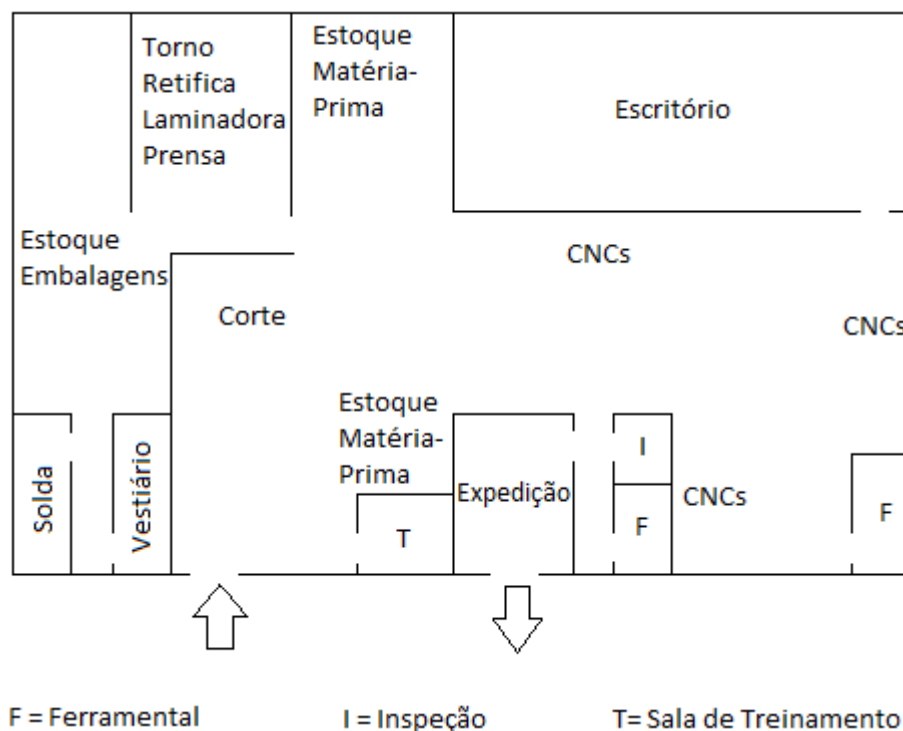 Torno
Retifica
Laminadora
Prensa
Estoque
Matéria-
Prima
Escritório
Estoque
Embalagens
CNCs
Corte
CNCs
Estoque
Matéria-
Prima
Solda
Vestiário
T
Expedição
I
F
CNCs
F
F = Ferramental
I = Inspeção
T= Sala de Treinamento